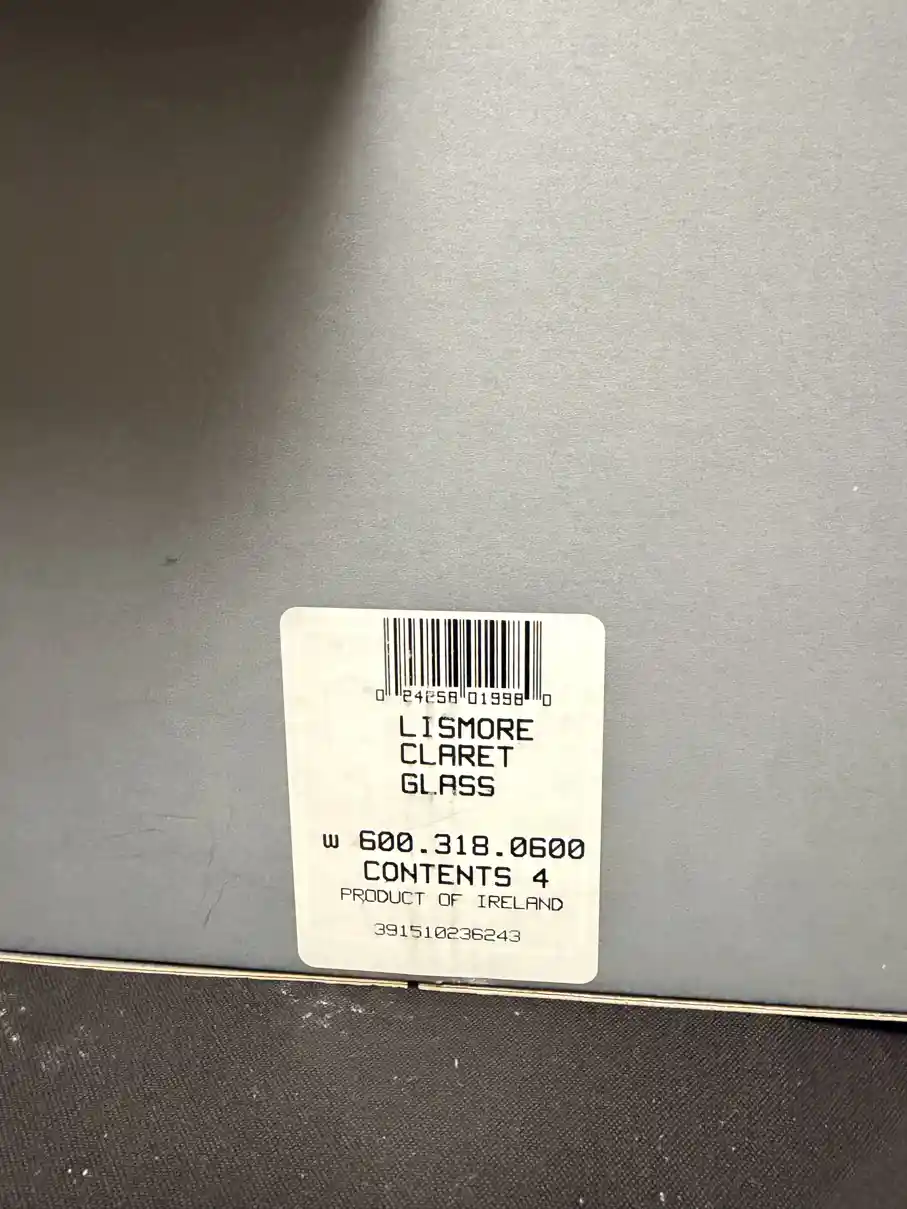 0 24258 01998 0
LISMORE
CLARET
GLASS
W 600.318.0600
CONTENTS 4
PRODUCT OF IRELAND
391510236243